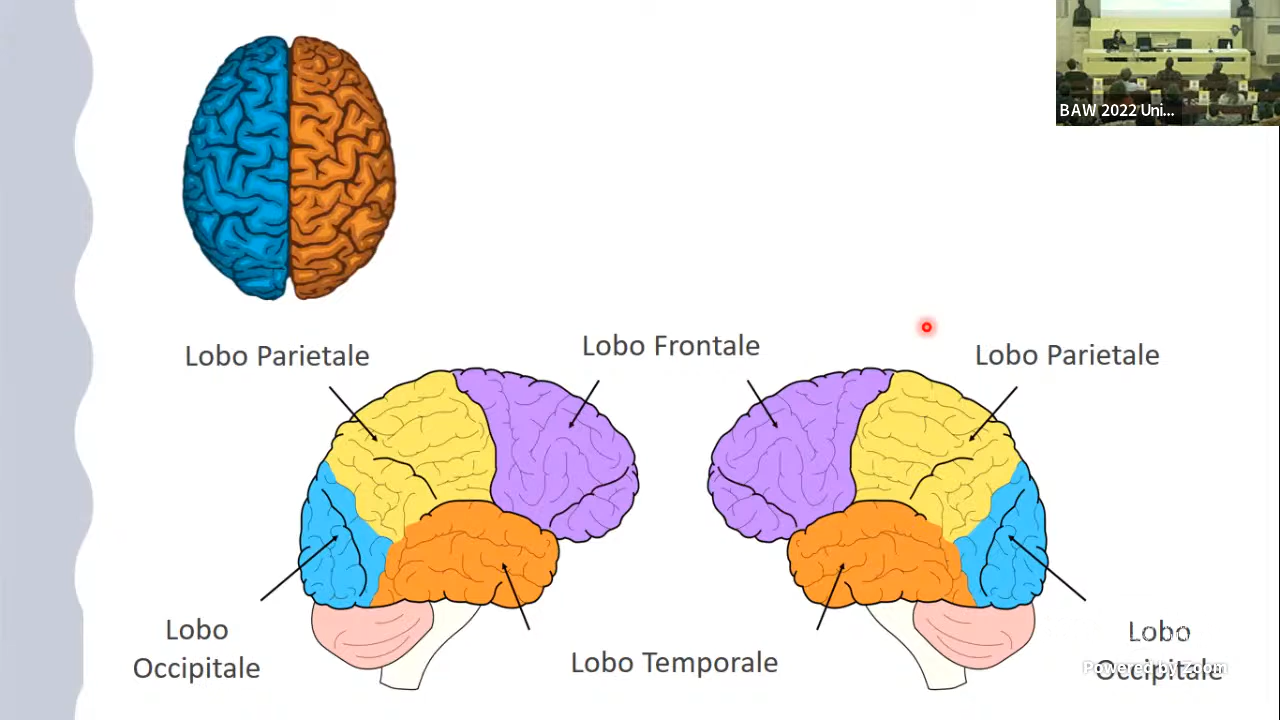 BAW 2022 Uni...
Lobo Parietale
Lobo Frontale
Lobo Parietale
Lobo
Occipitale
Lobo Temporale
Lobo
Occipitale
Powered by Zoom